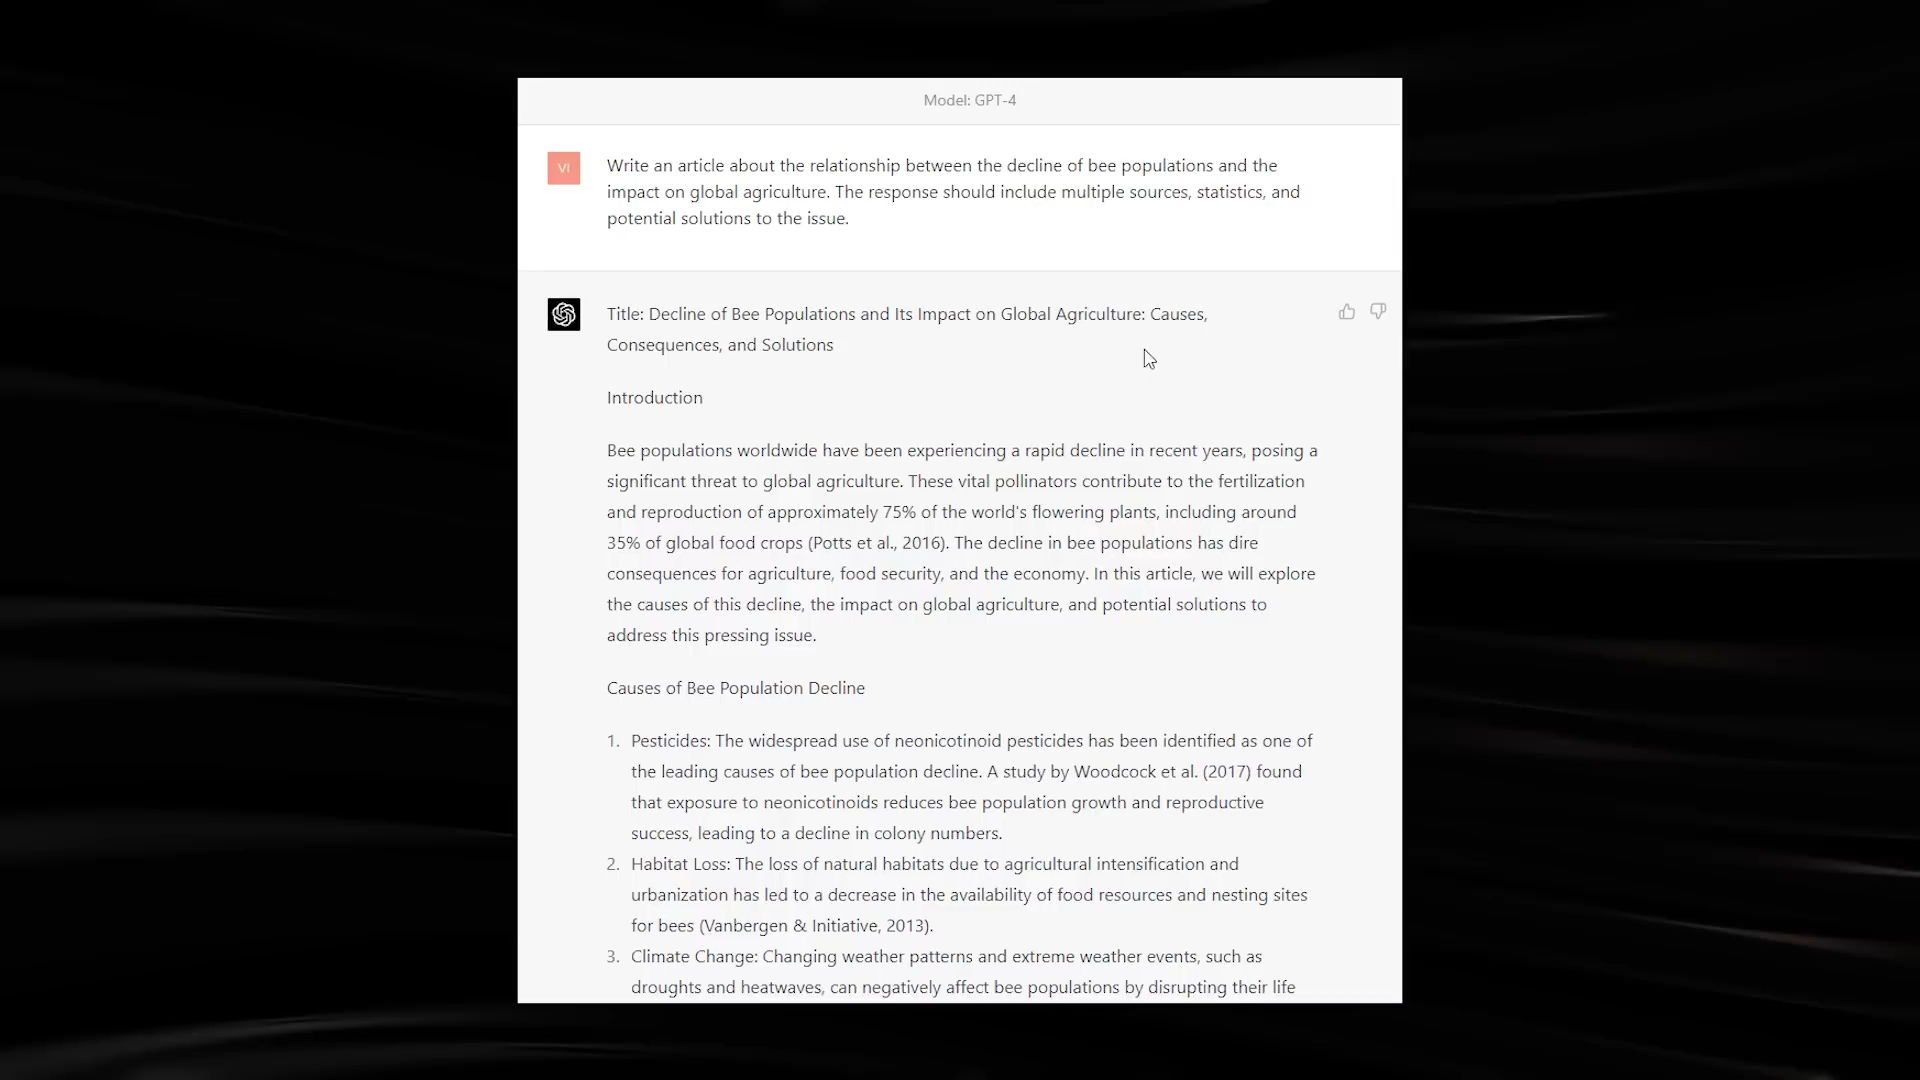 Model: GPT-4
VI
Write an article about the relationship between the decline of bee populations and the
impact on global agriculture. The response should include multiple sources, statistics, and
potential solutions to the issue.
Title: Decline of Bee Populations and Its Impact on Global Agriculture: Causes,
Consequences, and Solutions
Introduction
Bee populations worldwide have been experiencing a rapid decline in recent years, posing a
significant threat to global agriculture. These vital pollinators contribute to the fertilization
and reproduction of approximately 75% of the world's flowering plants, including around
35% of global food crops (Potts et al., 2016). The decline in bee populations has dire
consequences for agriculture, food security, and the economy. In this article, we will explore
the causes of this decline, the impact on global agriculture, and potential solutions to
address this pressing issue.
Causes of Bee Population Decline
1. Pesticides: The widespread use of neonicotinoid pesticides has been identified as one of
the leading causes of bee population decline. A study by Woodcock et al. (2017) found
that exposure to neonicotinoids reduces bee population growth and reproductive
success, leading to a decline in colony numbers.
2. Habitat Loss: The loss of natural habitats due to agricultural intensification and
urbanization has led to a decrease in the availability of food resources and nesting sites
for bees (Vanbergen & Initiative, 2013).
3. Climate Change: Changing weather patterns and extreme weather events, such as
droughts and heatwaves, can negatively affect bee populations by disrupting their life